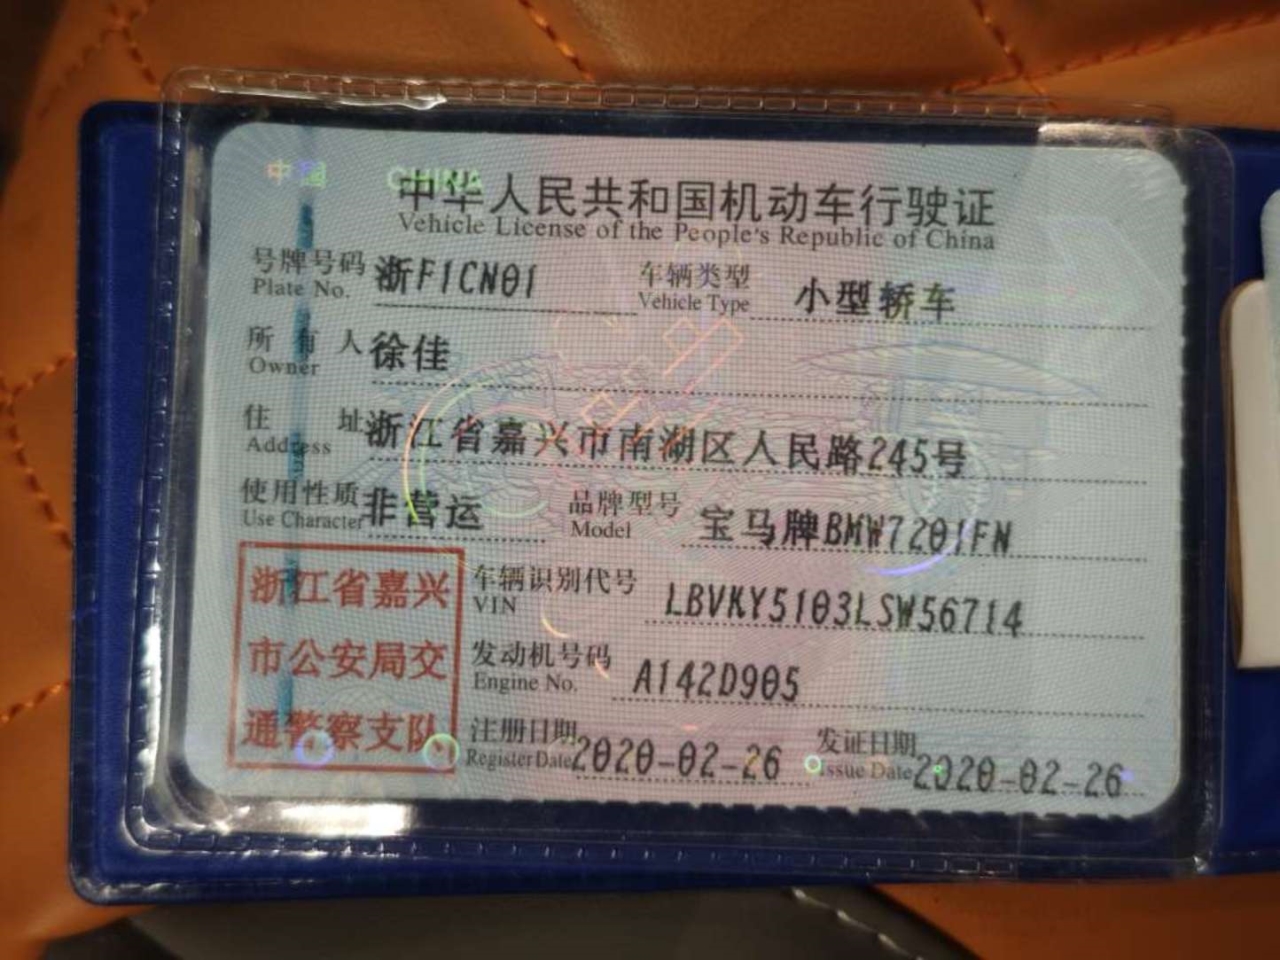 中国 CHINA
中华人民共和国机动车行驶证
Vehicle License of the People's Republic of China
号牌号码 浙F1CN01 车辆类型 小型轿车
Plate No. Vehicle Type
所有人 徐佳
Owner
住址 浙江省嘉兴市南湖区人民路245号
Address
使用性质 非营运 品牌型号 宝马牌BMW7201FN
Use Character Model
浙江省嘉兴
市公安局交
通警察支队
车辆识别代号 LBVKY5103LSW56714
VIN
发动机号码 A142D905
Engine No.
注册日期 2020-02-26 发证日期 2020-02-26
Register Date Issue Date